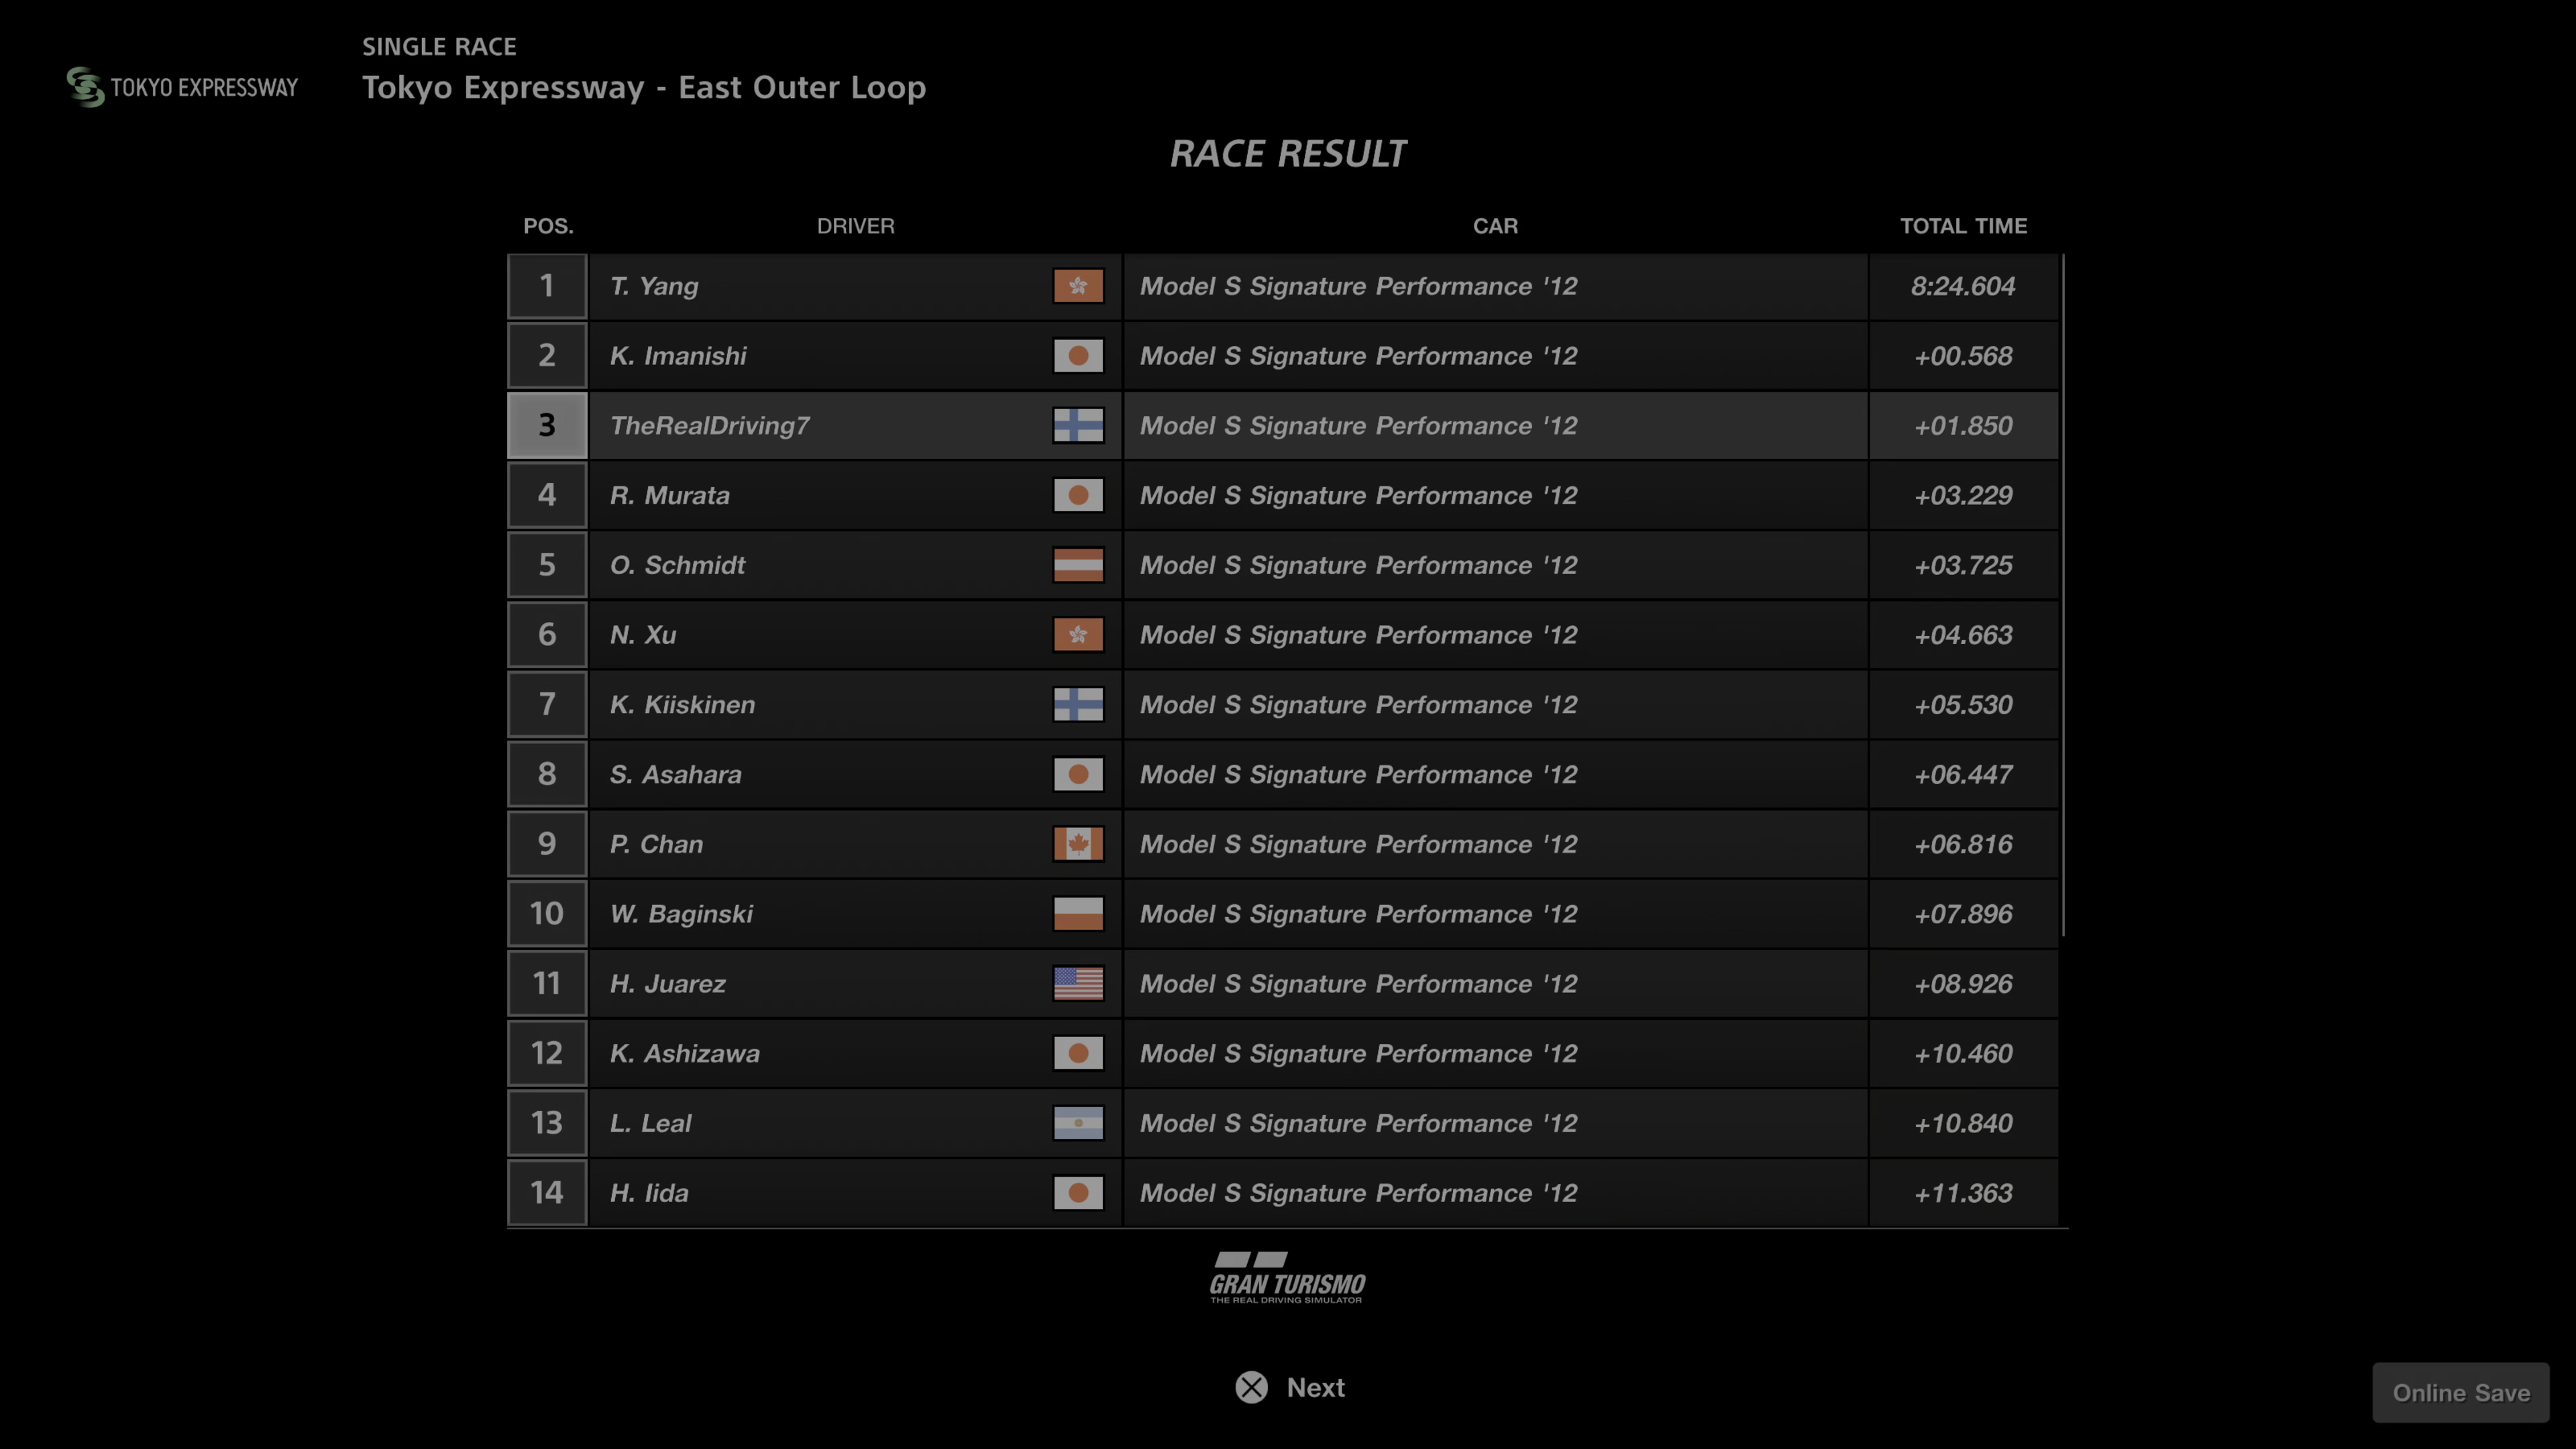 SINGLE RACE
TOKYO EXPRESSWAY
Tokyo Expressway - East Outer Loop
RACE RESULT
POS. DRIVER CAR TOTAL TIME
1 T. Yang Model S Signature Performance '12 8:24.604
2 K. Imanishi Model S Signature Performance '12 +00.568
3 TheRealDriving7 Model S Signature Performance '12 +01.850
4 R. Murata Model S Signature Performance '12 +03.229
5 O. Schmidt Model S Signature Performance '12 +03.725
6 N. Xu Model S Signature Performance '12 +04.663
7 K. Kiiskinen Model S Signature Performance '12 +05.530
8 S. Asahara Model S Signature Performance '12 +06.447
9 P. Chan Model S Signature Performance '12 +06.816
10 W. Baginski Model S Signature Performance '12 +07.896
11 H. Juarez Model S Signature Performance '12 +08.926
12 K. Ashizawa Model S Signature Performance '12 +10.460
13 L. Leal Model S Signature Performance '12 +10.840
14 H. Iida Model S Signature Performance '12 +11.363
GRAN TURISMO
THE REAL DRIVING SIMULATOR
Next
Online Save